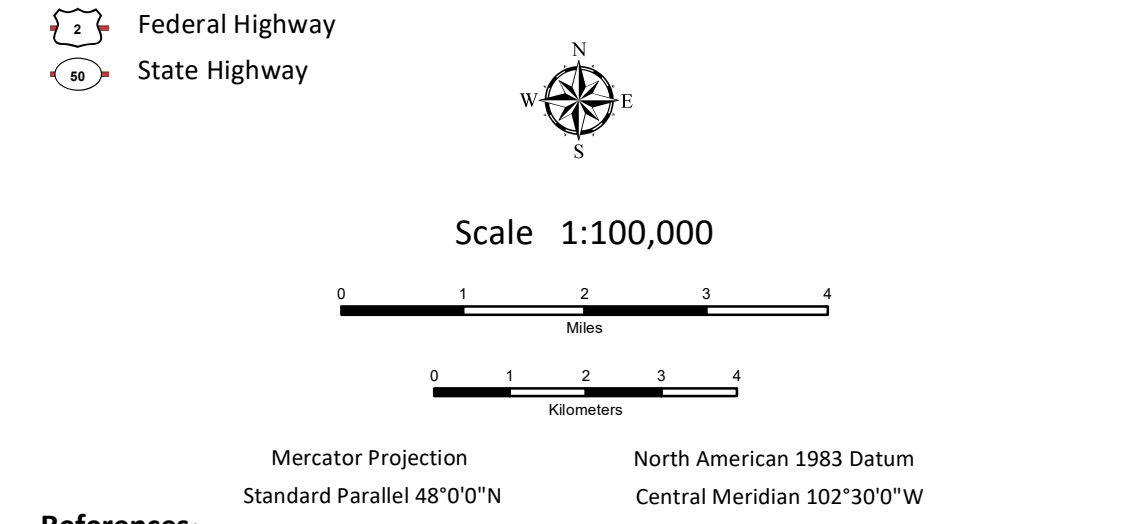 2 Federal Highway
50 State Highway
N
W E
S
Scale 1:100,000
0 1 2 3 4
Miles
0 1 2 3 4
Kilometers
Mercator Projection North American 1983 Datum
Standard Parallel 48°0'0"N Central Meridian 102°30'0"W
References: